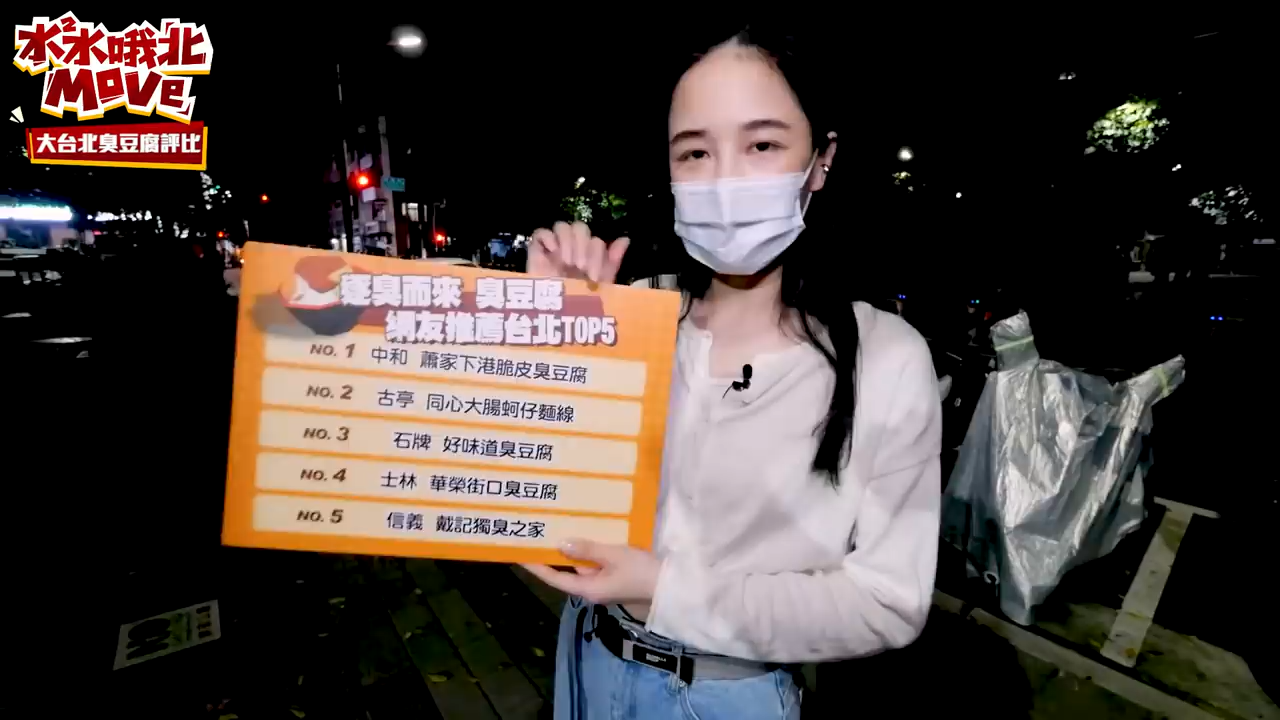 水水哦北
MOVe
大台北臭豆腐評比
逐臭而來 臭豆腐
網友推薦台北TOP5
NO. 1 中和 蕭家下港脆皮臭豆腐
NO. 2 古亭 同心大腸蚵仔麵線
NO. 3 石牌 好味道臭豆腐
NO. 4 士林 華榮街口臭豆腐
NO. 5 信義 戴記獨臭之家